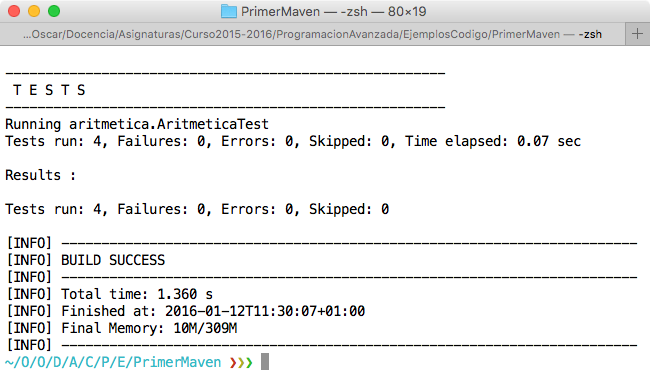 PrimerMaven — -zsh — 80×19
...Oscar/Docencia/Asignaturas/Curso2015-2016/ProgramacionAvanzada/EjemplosCodigo/PrimerMaven — -zsh +
-------------------------------------------------------
T E S T S
-------------------------------------------------------
Running aritmetica.AritmeticaTest
Tests run: 4, Failures: 0, Errors: 0, Skipped: 0, Time elapsed: 0.07 sec
Results :
Tests run: 4, Failures: 0, Errors: 0, Skipped: 0
[INFO] ------------------------------------------------------------------------
[INFO] BUILD SUCCESS
[INFO] ------------------------------------------------------------------------
[INFO] Total time: 1.360 s
[INFO] Finished at: 2016-01-12T11:30:07+01:00
[INFO] Final Memory: 10M/309M
[INFO] ------------------------------------------------------------------------
~/O/O/D/A/C/P/E/PrimerMaven ❯❯❯